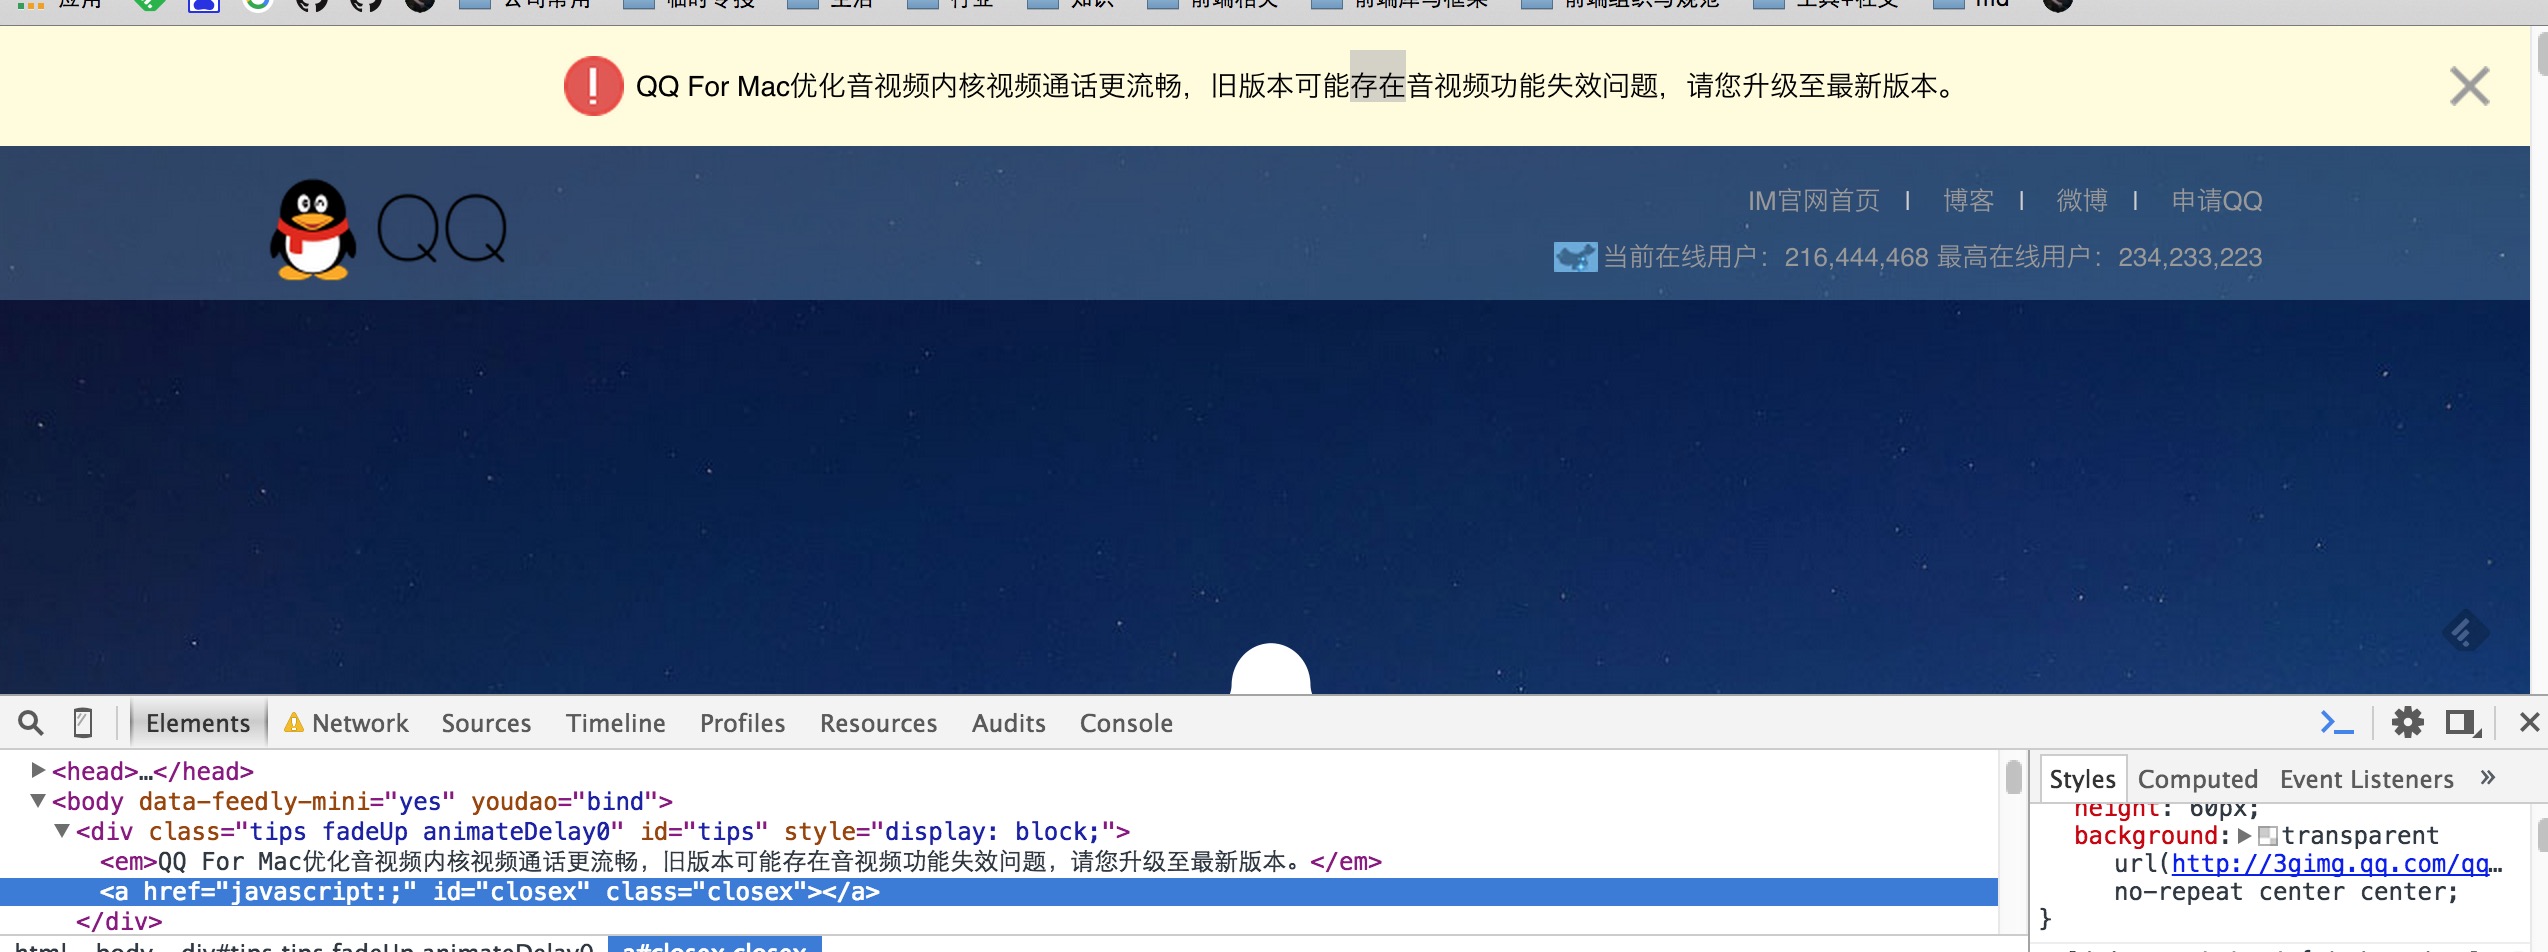 应用 公司常用 临时专投 生活 行业 知识 前端相关 前端库与框架 前端组织与规范 工具+社交 md
QQ For Mac优化音视频内核视频通话更流畅，旧版本可能存在音视频功能失效问题，请您升级至最新版本。
QQ
IM官网首页 | 博客 | 微博 | 申请QQ
当前在线用户：216,444,468 最高在线用户：234,233,223
Elements Network Sources Timeline Profiles Resources Audits Console
<head>…</head>
<body data-feedly-mini="yes" youdao="bind">
<div class="tips fadeUp animateDelay0" id="tips" style="display: block;">
<em>QQ For Mac优化音视频内核视频通话更流畅，旧版本可能存在音视频功能失效问题，请您升级至最新版本。</em>
<a href="javascript:;" id="closex" class="closex"></a>
</div>
html body div#tips.tips.fadeUp.animateDelay0 a#closex.closex
Styles Computed Event Listeners »
height: 60px;
background: transparent
url(http://3gimg.qq.com/qq…
no-repeat center center;
}